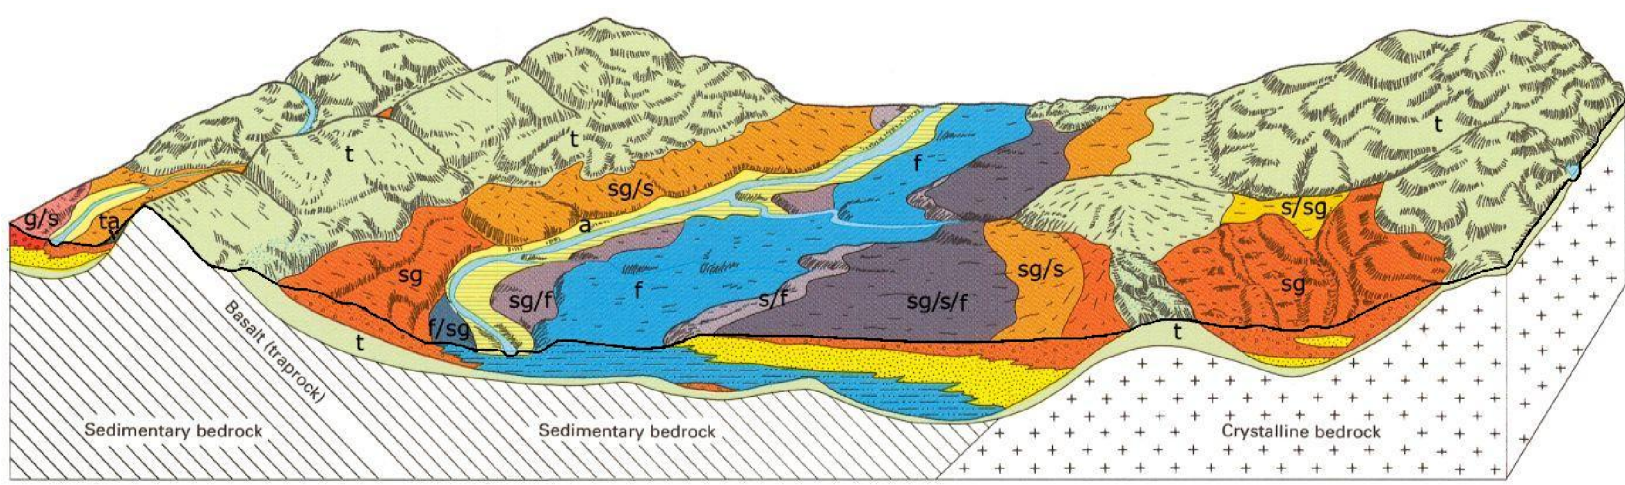 t
t
t
f
sg/s
g/s
ta
s/sg
a
sg
sg/s
sg
sg/f
f
s/f
sg/s/f
f/sg
t
t
Basalt (traprock)
Sedimentary bedrock
Sedimentary bedrock
Crystalline bedrock